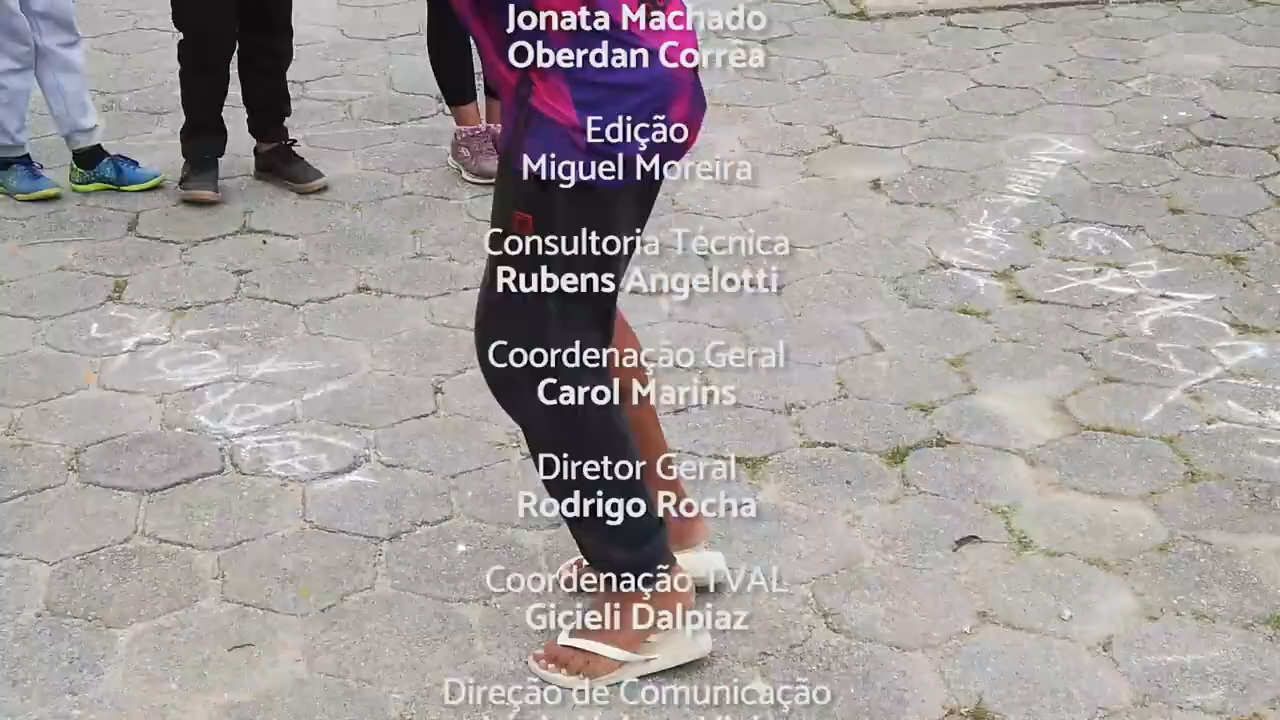 Jonata Machado
Oberdan Corrêa
Edição
Miguel Moreira
Consultoria Técnica
Rubens Angelotti
Coordenação Geral
Carol Marins
Diretor Geral
Rodrigo Rocha
Coordenação TVAL
Gicieli Dalpiaz
Direção de Comunicação